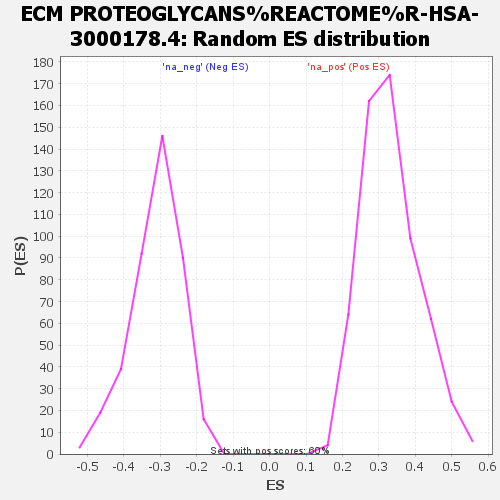 ECM PROTEOGLYCANS%REACTOME%R-HSA-
3000178.4: Random ES distribution
'na_neg' (Neg ES) 'na_pos' (Pos ES)
180
170
160
150
140
130
120
110
100
90
80
70
60
50
40
30
20
10
0
P(ES)
Sets with pos scores: 60%
-0.5 -0.4 -0.3 -0.2 -0.1 0.0 0.1 0.2 0.3 0.4 0.5 0.6
ES